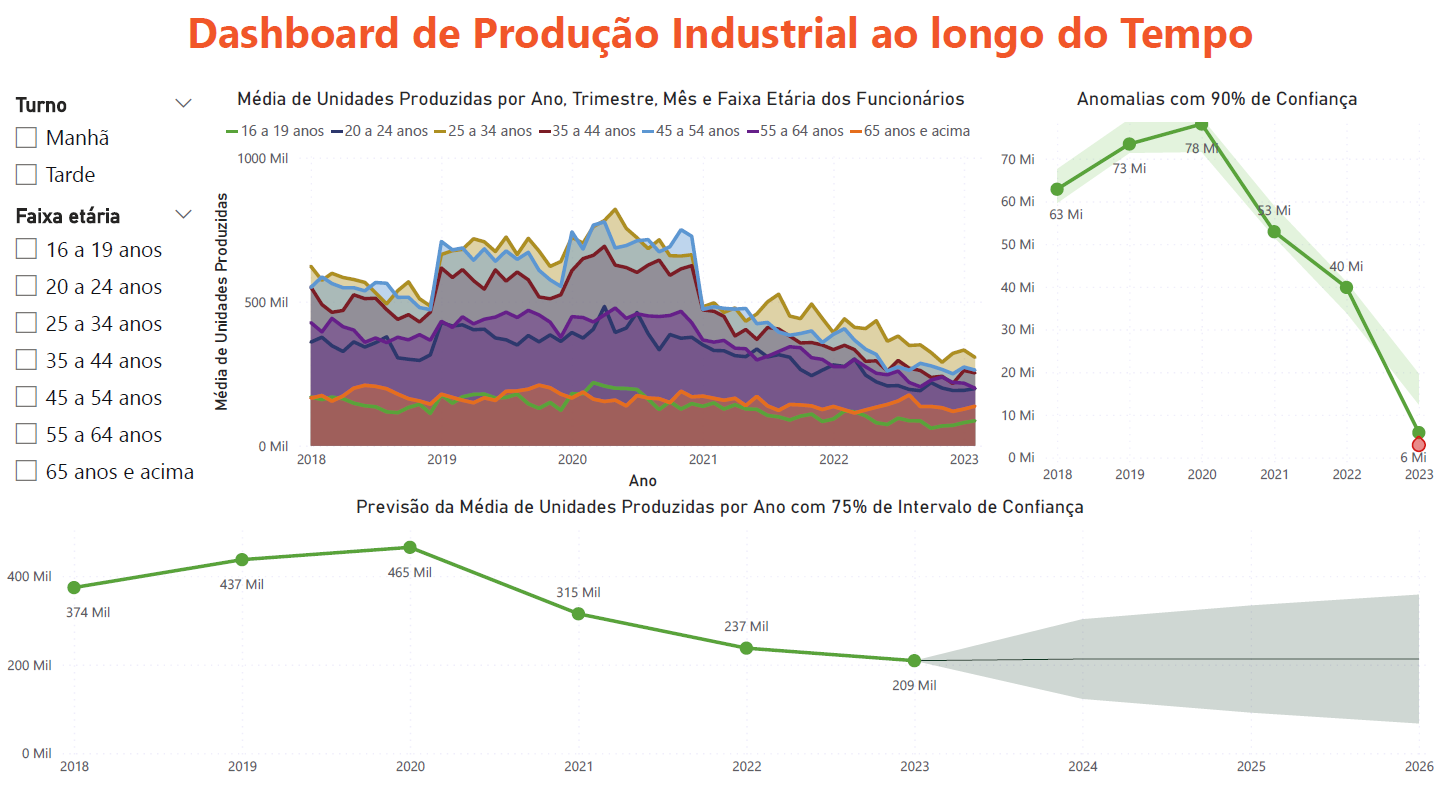 Dashboard de Produção Industrial ao longo do Tempo
Turno
Manhã
Tarde
Faixa etária
16 a 19 anos
20 a 24 anos
25 a 34 anos
35 a 44 anos
45 a 54 anos
55 a 64 anos
65 anos e acima
Média de Unidades Produzidas por Ano, Trimestre, Mês e Faixa Etária dos Funcionários
16 a 19 anos 20 a 24 anos 25 a 34 anos 35 a 44 anos 45 a 54 anos 55 a 64 anos 65 anos e acima
Média de Unidades Produzidas
1000 Mil
500 Mil
0 Mil
2018 2019 2020 2021 2022 2023
Ano
Anomalias com 90% de Confiança
70 Mi
60 Mi
50 Mi
40 Mi
30 Mi
20 Mi
10 Mi
0 Mi
63 Mi
73 Mi
78 Mi
53 Mi
40 Mi
6 Mi
2018 2019 2020 2021 2022 2023
Previsão da Média de Unidades Produzidas por Ano com 75% de Intervalo de Confiança
400 Mil
200 Mil
0 Mil
374 Mil
437 Mil
465 Mil
315 Mil
237 Mil
209 Mil
2018 2019 2020 2021 2022 2023 2024 2025 2026